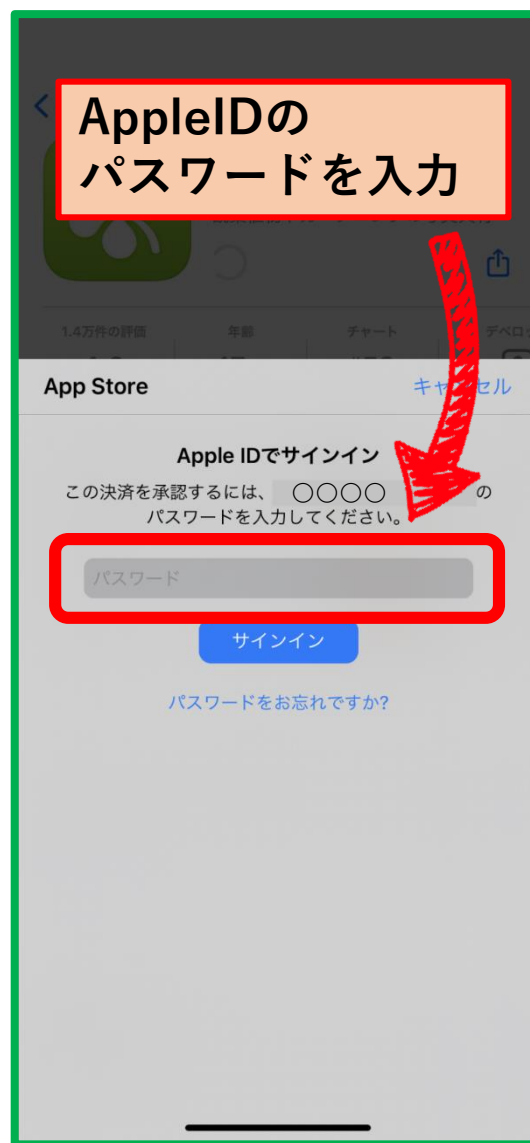 AppleIDの
パスワードを入力
1.4万件の評価
年齢
チャート
App Store
キャンセル
Apple IDでサインイン
この決済を承認するには、 〇〇〇〇 の
パスワードを入力してください。
パスワード
サインイン
パスワードをお忘れですか?